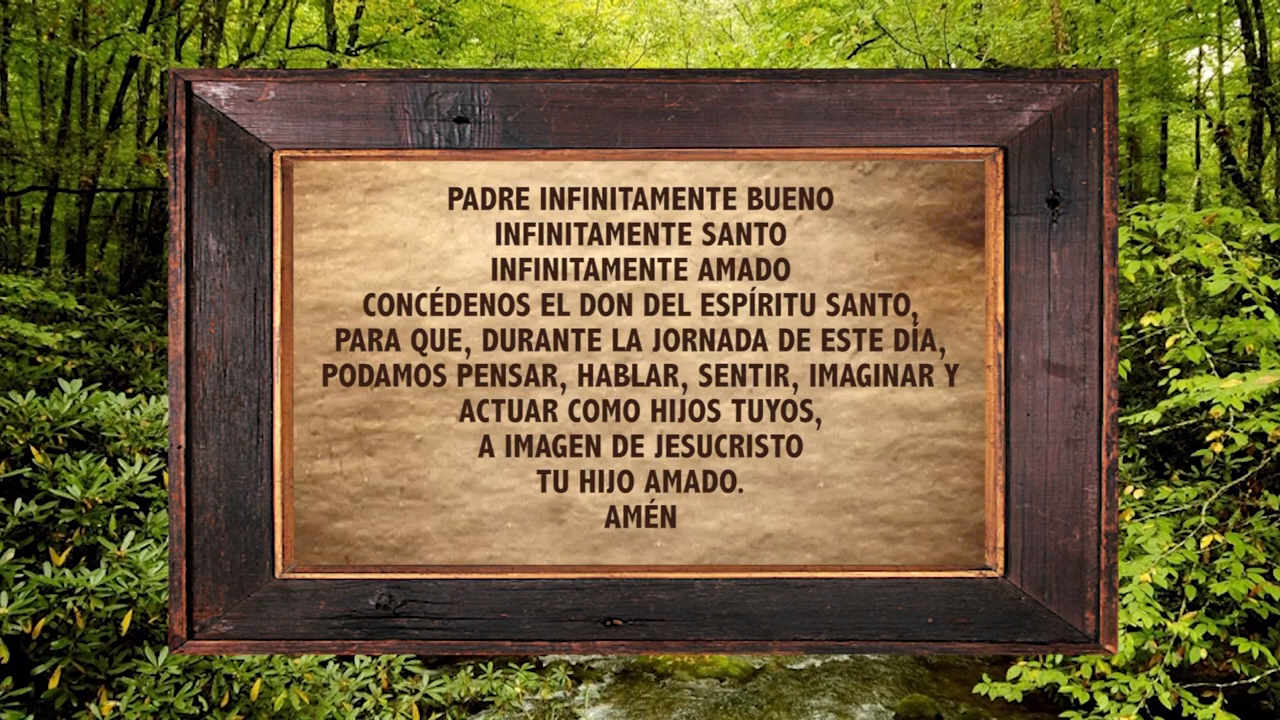 PADRE INFINITAMENTE BUENO
INFINITAMENTE SANTO
INFINITAMENTE AMADO
CONCÉDENOS EL DON DEL ESPÍRITU SANTO,
PARA QUE, DURANTE LA JORNADA DE ESTE DÍA,
PODAMOS PENSAR, HABLAR, SENTIR, IMAGINAR Y
ACTUAR COMO HIJOS TUYOS,
A IMAGEN DE JESUCRISTO
TU HIJO AMADO.
AMÉN